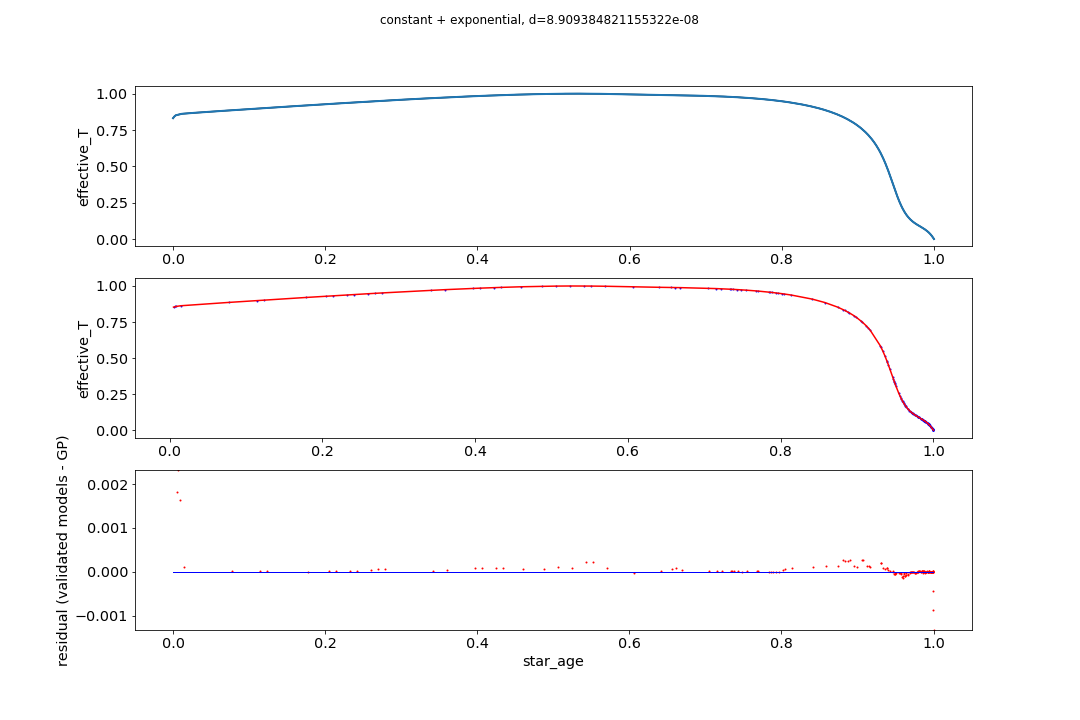 constant + exponential, d=8.909384821155322e-08
effective_T
1.00
0.75
0.50
0.25
0.00
0.0 0.2 0.4 0.6 0.8 1.0
effective_T
1.00
0.75
0.50
0.25
0.00
0.0 0.2 0.4 0.6 0.8 1.0
residual (validated models - GP)
0.002
0.001
0.000
−0.001
0.0 0.2 0.4 0.6 0.8 1.0
star_age